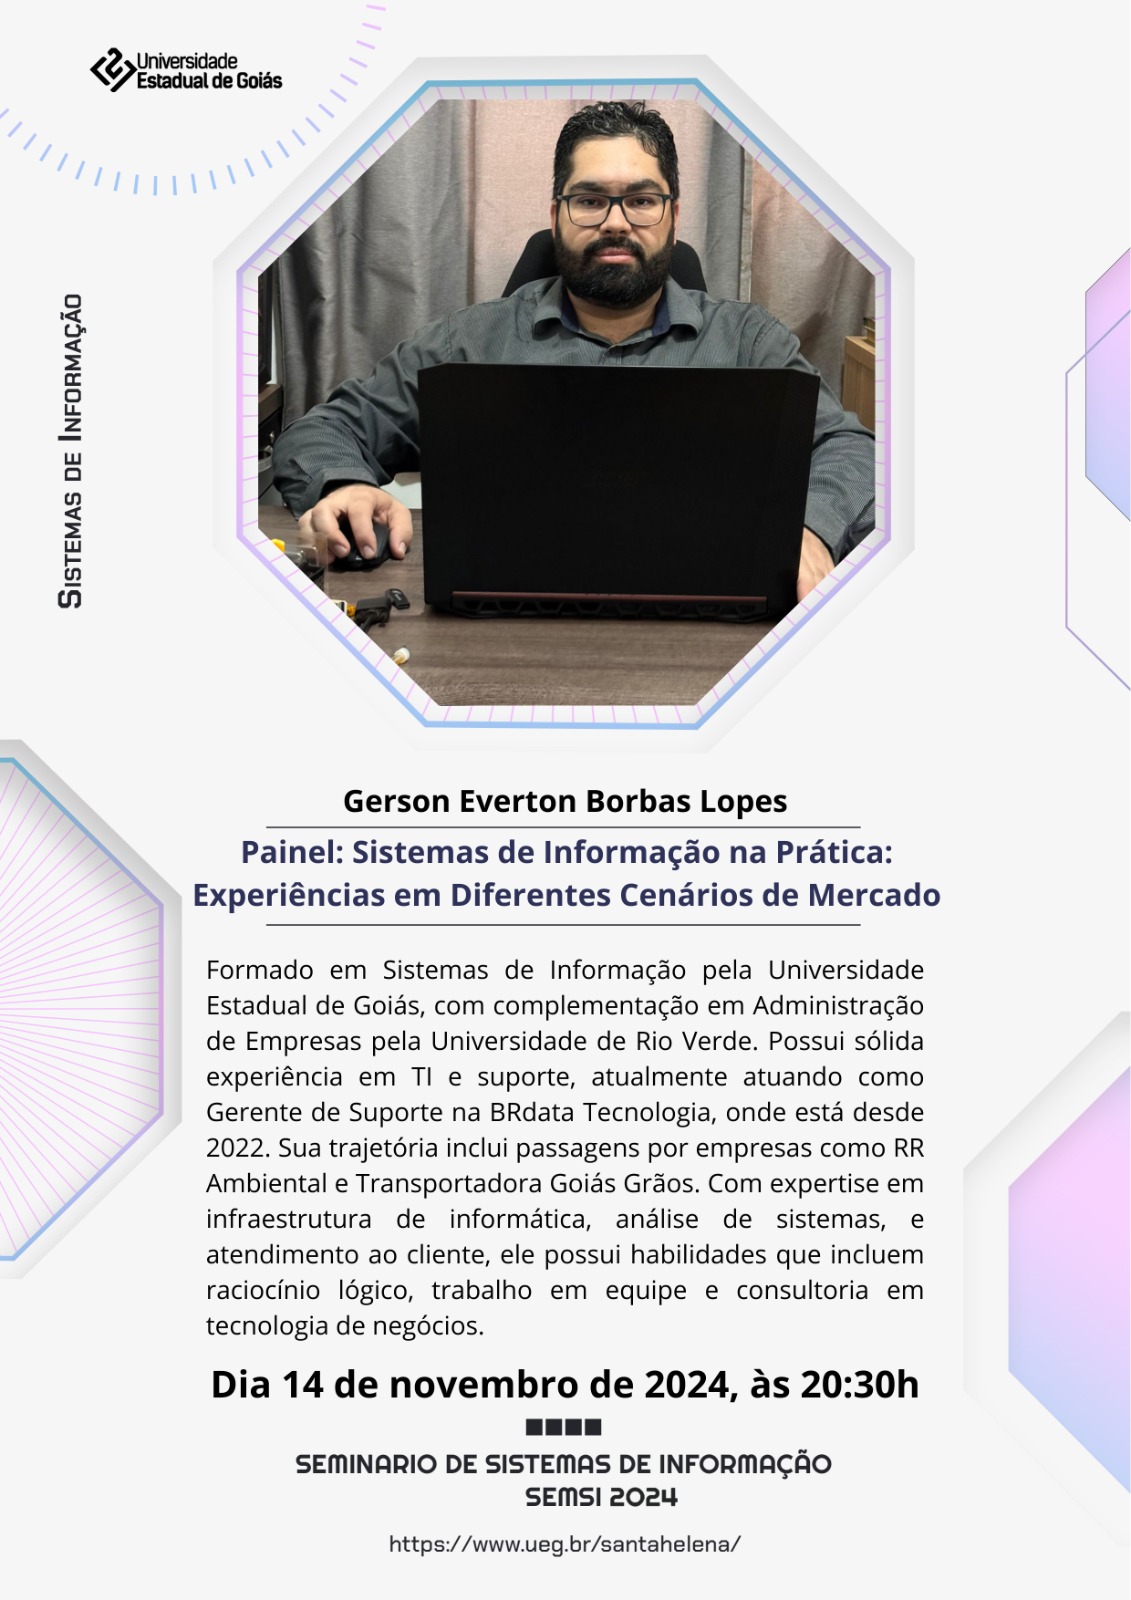 Universidade
Estadual de Goiás
Sistemas de Informação
Gerson Everton Borbas Lopes
Painel: Sistemas de Informação na Prática:
Experiências em Diferentes Cenários de Mercado
Formado em Sistemas de Informação pela Universidade
Estadual de Goiás, com complementação em Administração
de Empresas pela Universidade de Rio Verde. Possui sólida
experiência em TI e suporte, atualmente atuando como
Gerente de Suporte na BRdata Tecnologia, onde está desde
2022. Sua trajetória inclui passagens por empresas como RR
Ambiental e Transportadora Goiás Grãos. Com expertise em
infraestrutura de informática, análise de sistemas, e
atendimento ao cliente, ele possui habilidades que incluem
raciocínio lógico, trabalho em equipe e consultoria em
tecnologia de negócios.
Dia 14 de novembro de 2024, às 20:30h
SEMINARIO DE SISTEMAS DE INFORMAÇÃO
SEMSI 2024
https://www.ueg.br/santahelena/